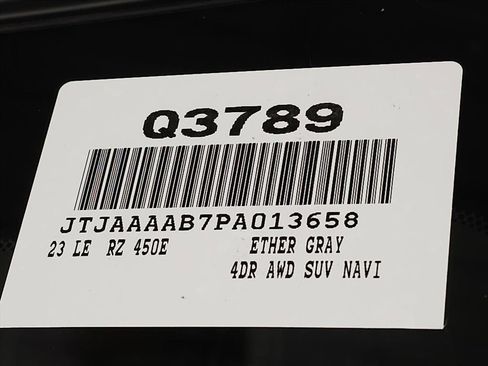 Q3789
JTJAAAAB7PA013658
23 LE RZ 450E ETHER GRAY
4DR AWD SUV NAVI